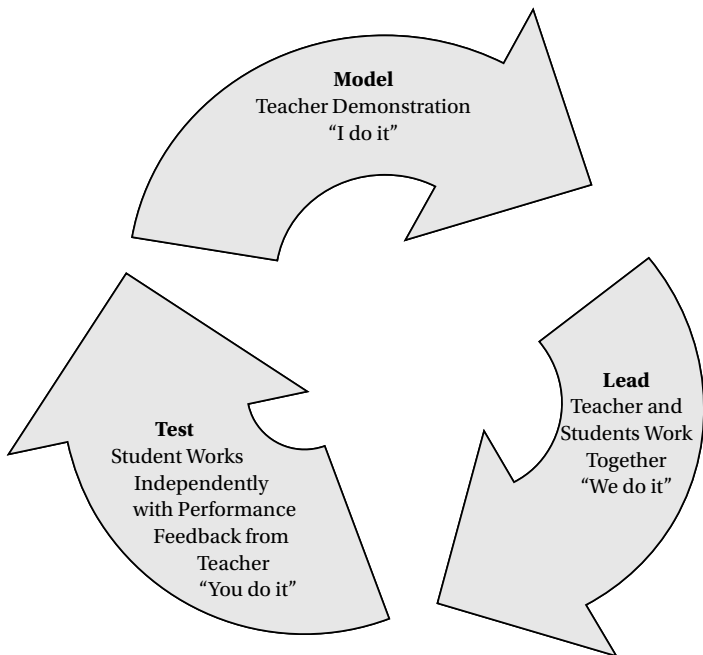 Model
Teacher Demonstration
“I do it”
Lead
Teacher and
Students Work
Together
“We do it”
Test
Student Works
Independently
with Performance
Feedback from
Teacher
“You do it”